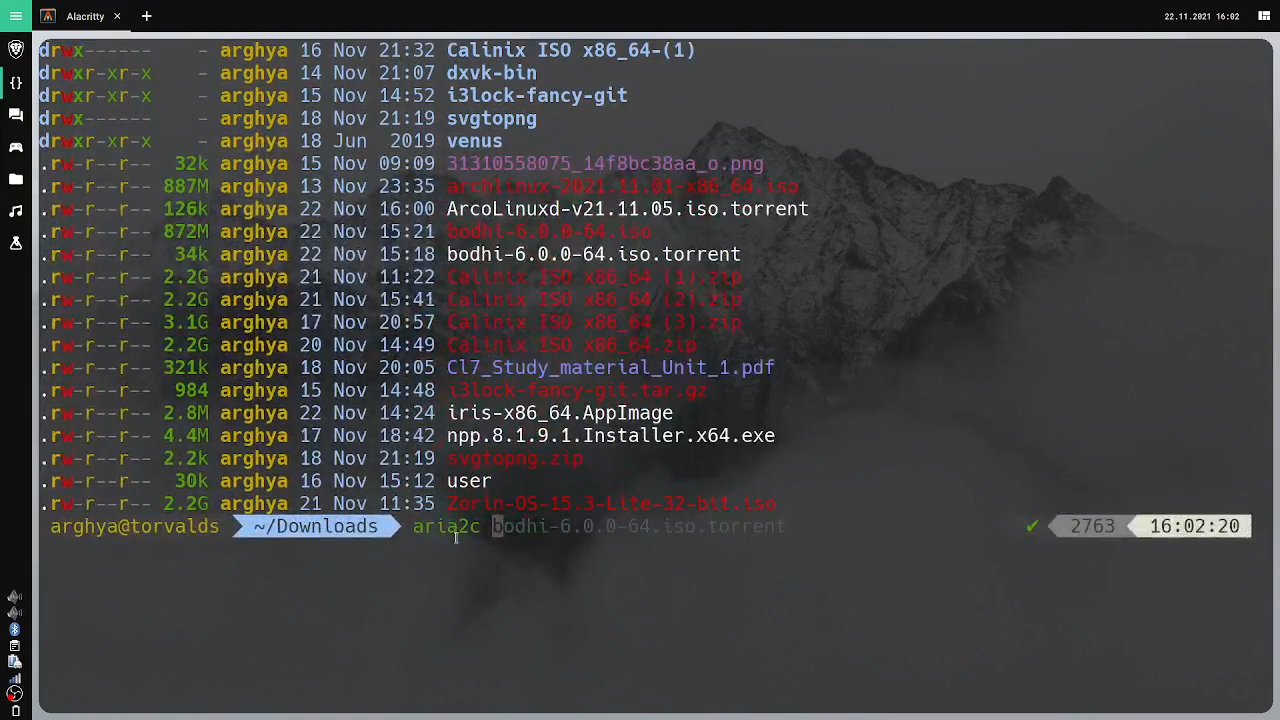 Alacritty × + 22.11.2021 16:02
drwx------ - arghya 16 Nov 21:32 Calinix ISO x86_64-(1)
drwxr-xr-x - arghya 14 Nov 21:07 dxvk-bin
drwxr-xr-x - arghya 15 Nov 14:52 i3lock-fancy-git
drwx------ - arghya 18 Nov 21:19 svgtopng
drwxr-xr-x - arghya 18 Jun 2019 venus
.rw-r--r-- 32k arghya 15 Nov 09:09 31310558075_14f8bc38aa_o.png
.rw-r--r-- 887M arghya 13 Nov 23:35 archlinux-2021.11.01-x86_64.iso
.rw-r--r-- 126k arghya 22 Nov 16:00 ArcoLinuxd-v21.11.05.iso.torrent
.rw-r--r-- 872M arghya 22 Nov 15:21 bodhi-6.0.0-64.iso
.rw-r--r-- 34k arghya 22 Nov 15:18 bodhi-6.0.0-64.iso.torrent
.rw-r--r-- 2.2G arghya 21 Nov 11:22 Calinix ISO x86_64 (1).zip
.rw-r--r-- 2.2G arghya 21 Nov 15:41 Calinix ISO x86_64 (2).zip
.rw-r--r-- 3.1G arghya 17 Nov 20:57 Calinix ISO x86_64 (3).zip
.rw-r--r-- 2.2G arghya 20 Nov 14:49 Calinix ISO x86_64.zip
.rw-r--r-- 321k arghya 18 Nov 20:05 Cl7_Study_material_Unit_1.pdf
.rw-r--r-- 984 arghya 15 Nov 14:48 i3lock-fancy-git.tar.gz
.rw-r--r-- 2.8M arghya 22 Nov 14:24 iris-x86_64.AppImage
.rw-r--r-- 4.4M arghya 17 Nov 18:42 npp.8.1.9.1.Installer.x64.exe
.rw-r--r-- 2.2k arghya 18 Nov 21:19 svgtopng.zip
.rw-r--r-- 30k arghya 16 Nov 15:12 user
.rw-r--r-- 2.2G arghya 21 Nov 11:35 Zorin-OS-15.3-Lite-32-bit.iso
arghya@torvalds ~/Downloads aria2c bodhi-6.0.0-64.iso.torrent ✔ 2763 16:02:20